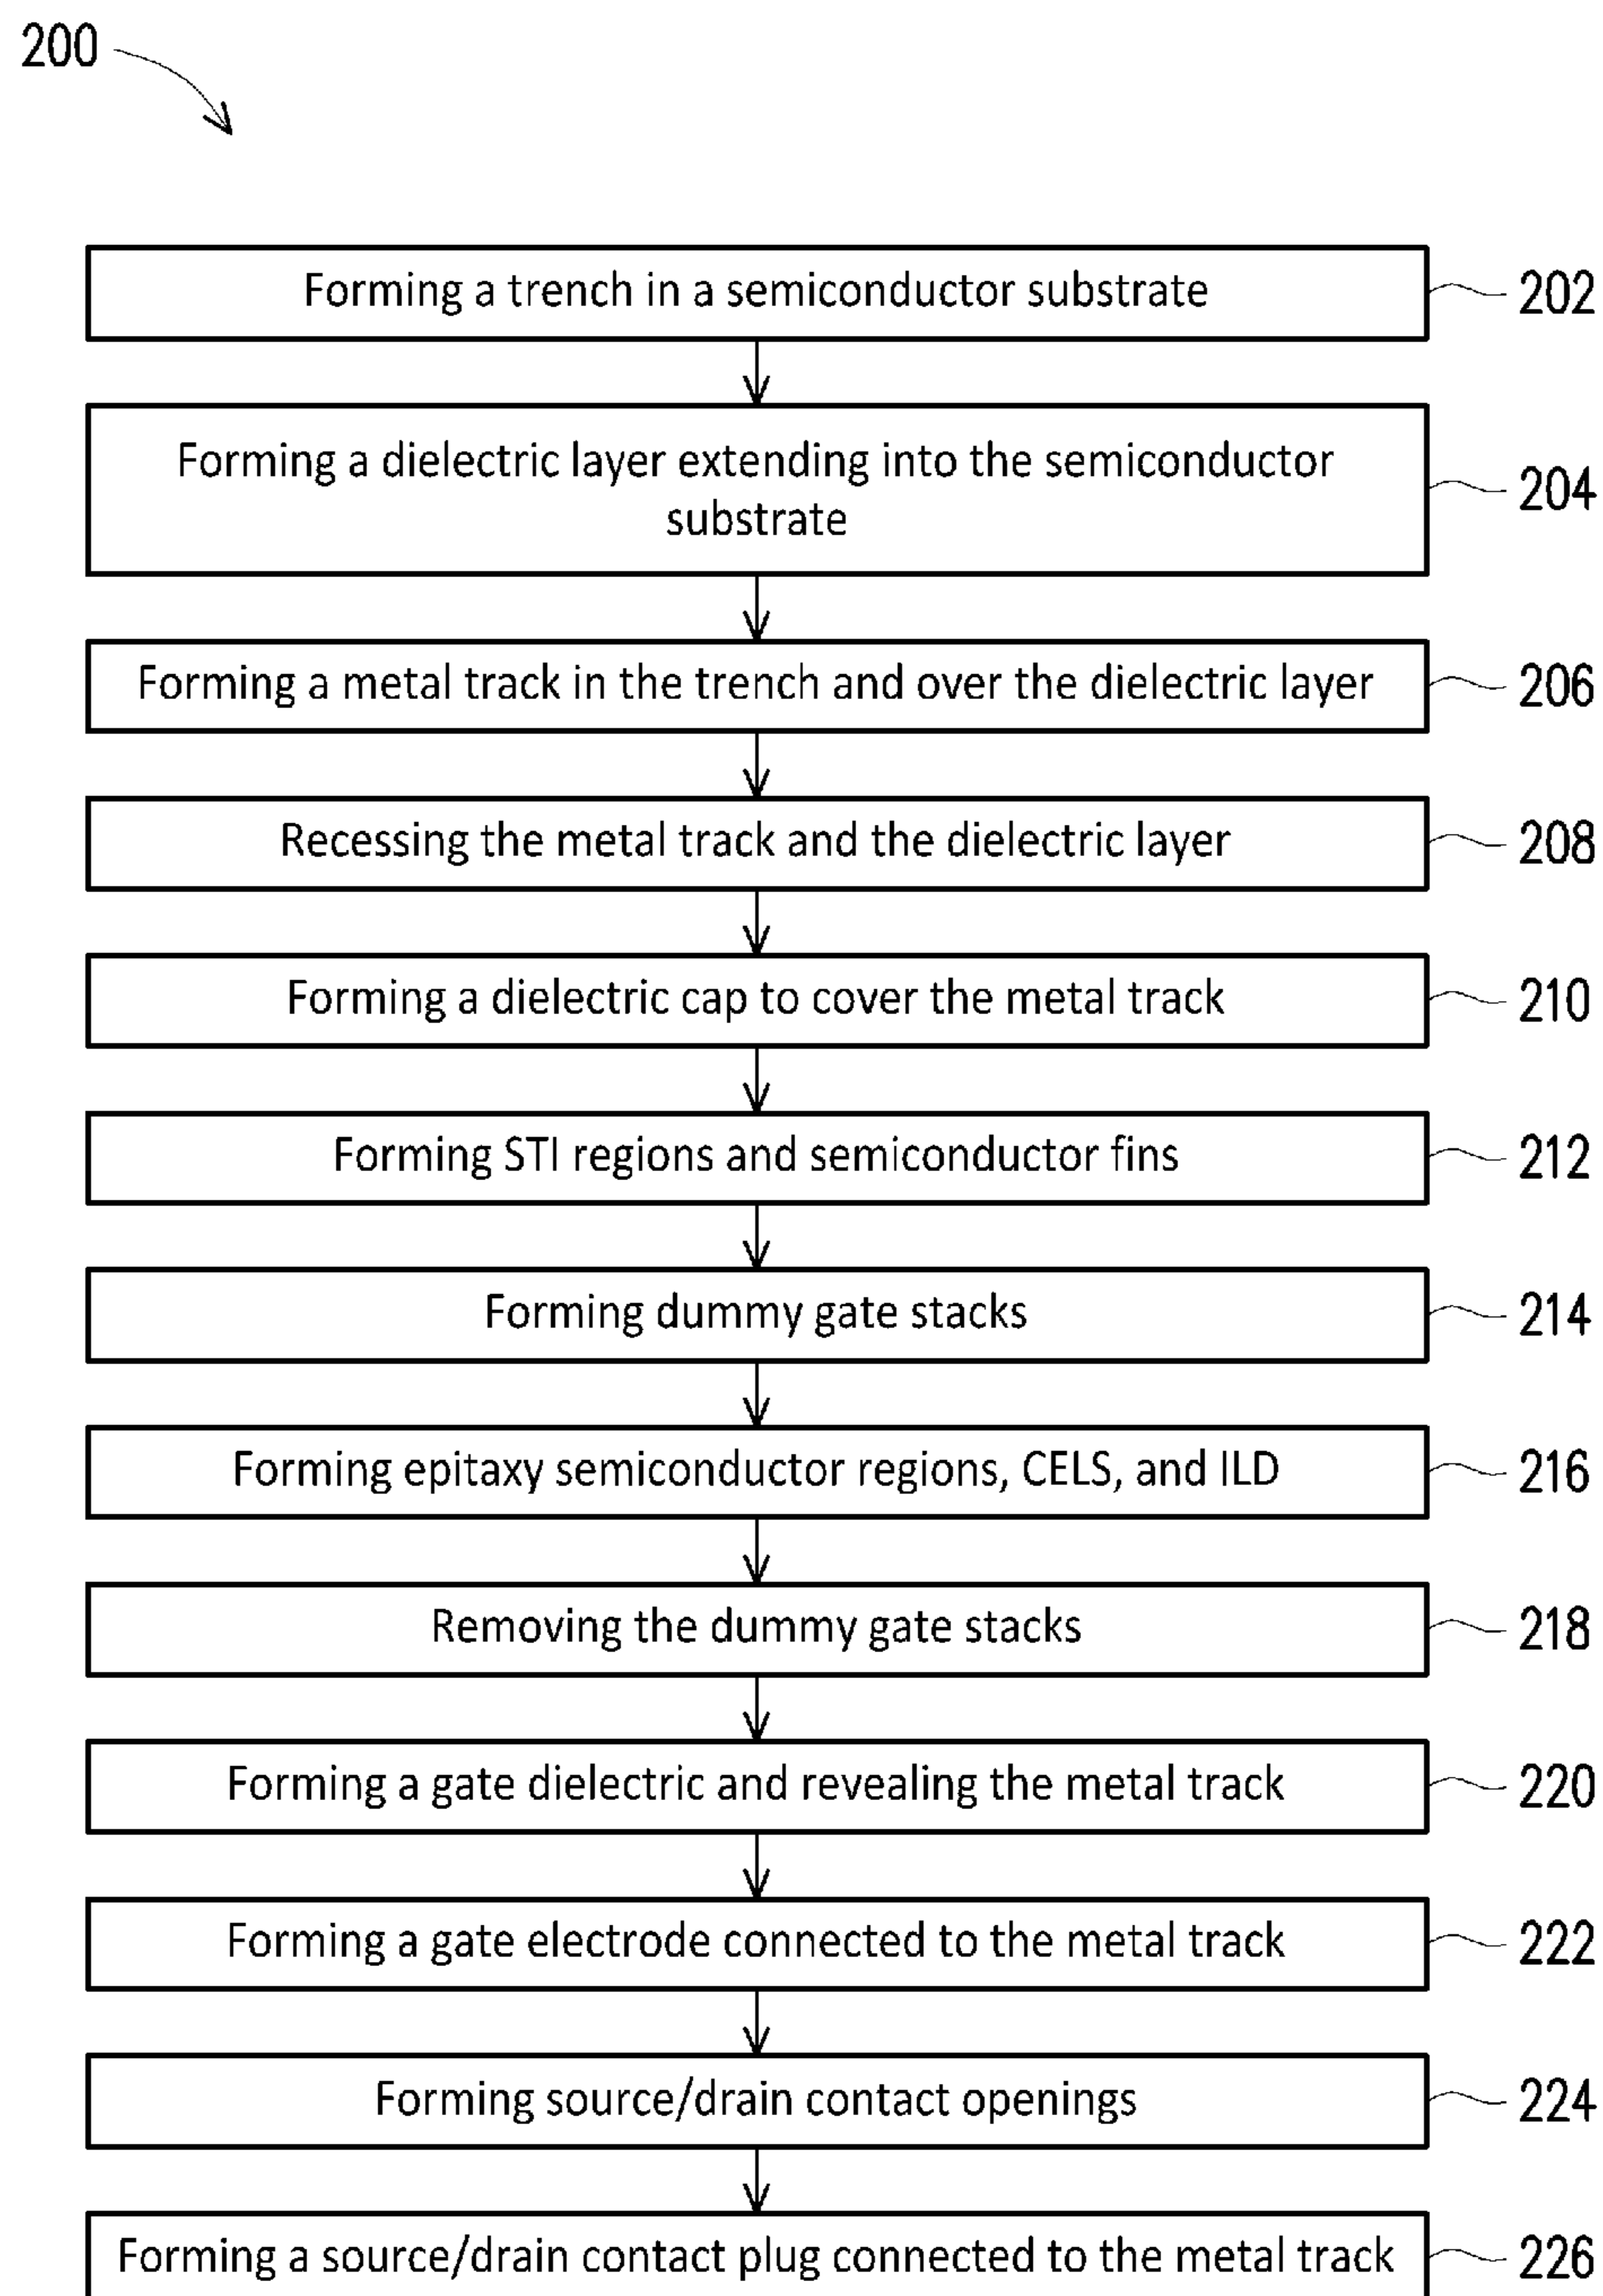 200
Forming a trench in a semiconductor substrate 202
Forming a dielectric layer extending into the semiconductor
substrate
204
Forming a metal track in the trench and over the dielectric layer 206
Recessing the metal track and the dielectric layer 208
Forming a dielectric cap to cover the metal track 210
Forming STI regions and semiconductor fins 212
Forming dummy gate stacks 214
Forming epitaxy semiconductor regions, CELS, and ILD 216
Removing the dummy gate stacks 218
Forming a gate dielectric and revealing the metal track 220
Forming a gate electrode connected to the metal track 222
Forming source/drain contact openings 224
Forming a source/drain contact plug connected to the metal track 226